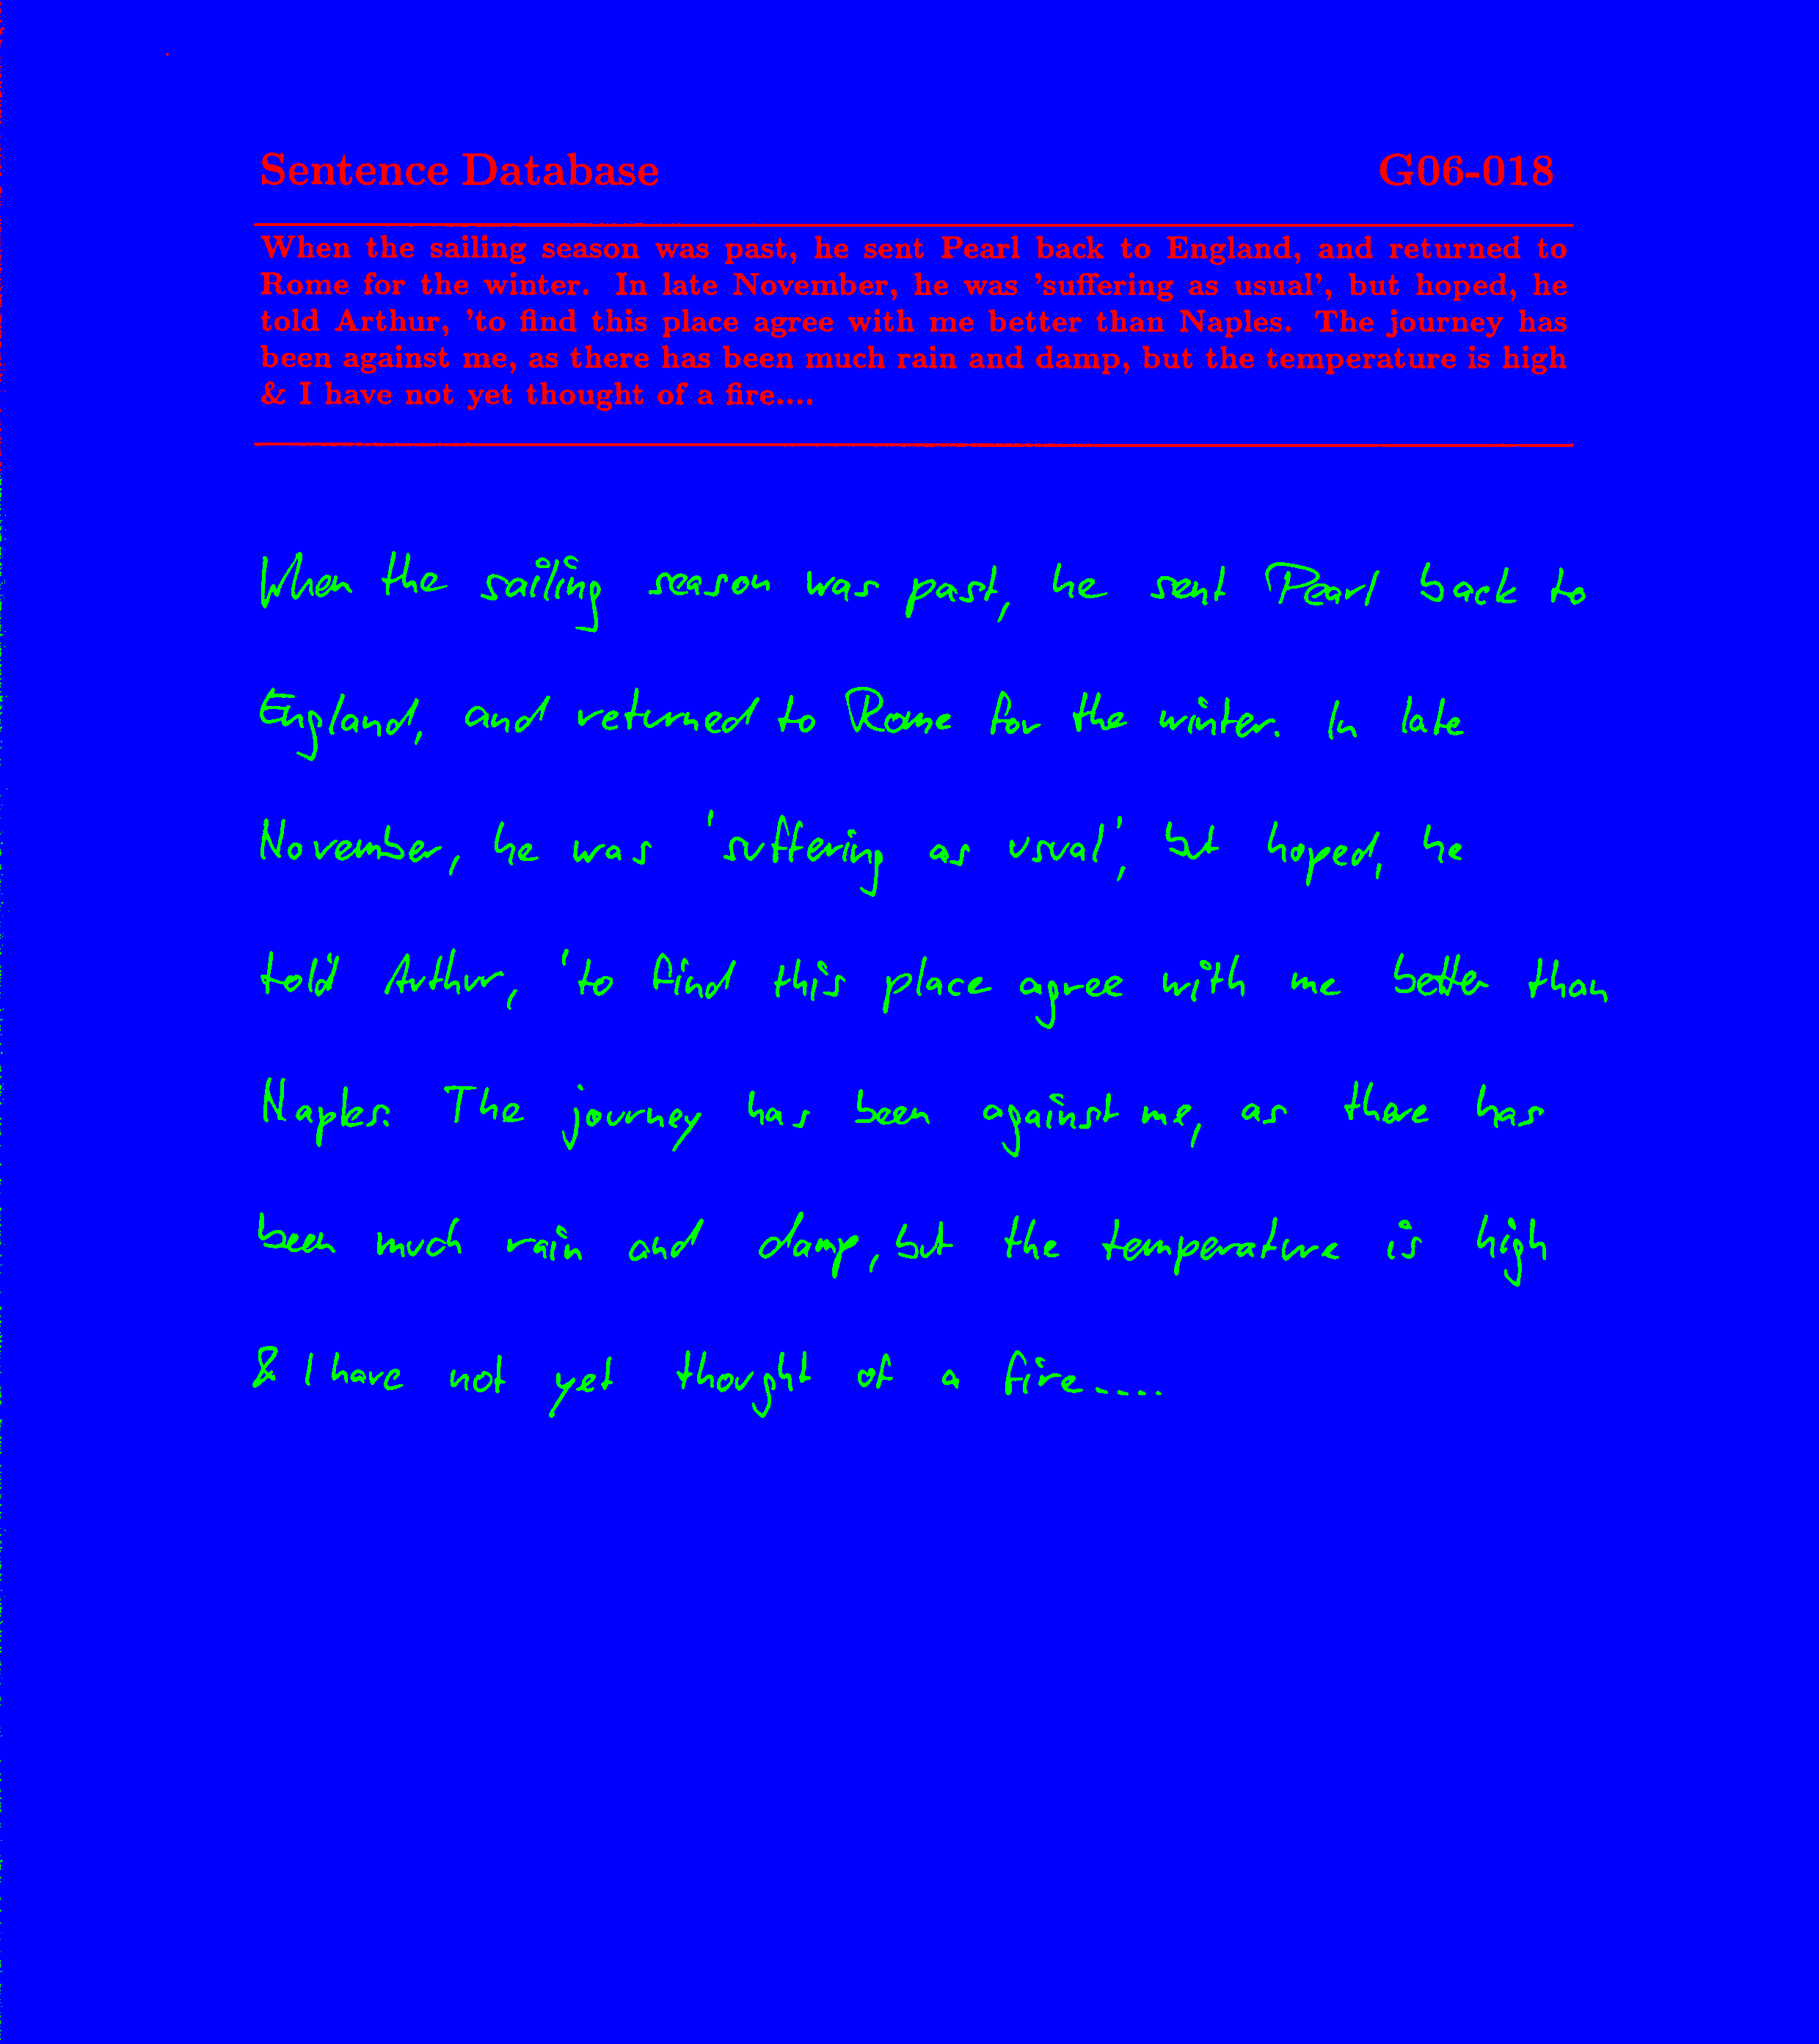 Sentence Database G06-018
When the sailing season was past, he sent Pearl back to England, and returned to
Rome for the winter. In late November, he was 'suffering as usual', but hoped, he
told Arthur, 'to find this place agree with me better than Naples. The journey has
been against me, as there has been much rain and damp, but the temperature is high
& I have not yet thought of a fire....
When the sailing season was past, he sent Pearl back to
England, and returned to Rome for the winter. In late
November, he was 'suffering as usual', but hoped, he
told Arthur, 'to find this place agree with me better than
Naples. The journey has been against me, as there has
been much rain and damp, but the temperature is high
& I have not yet thought of a fire....